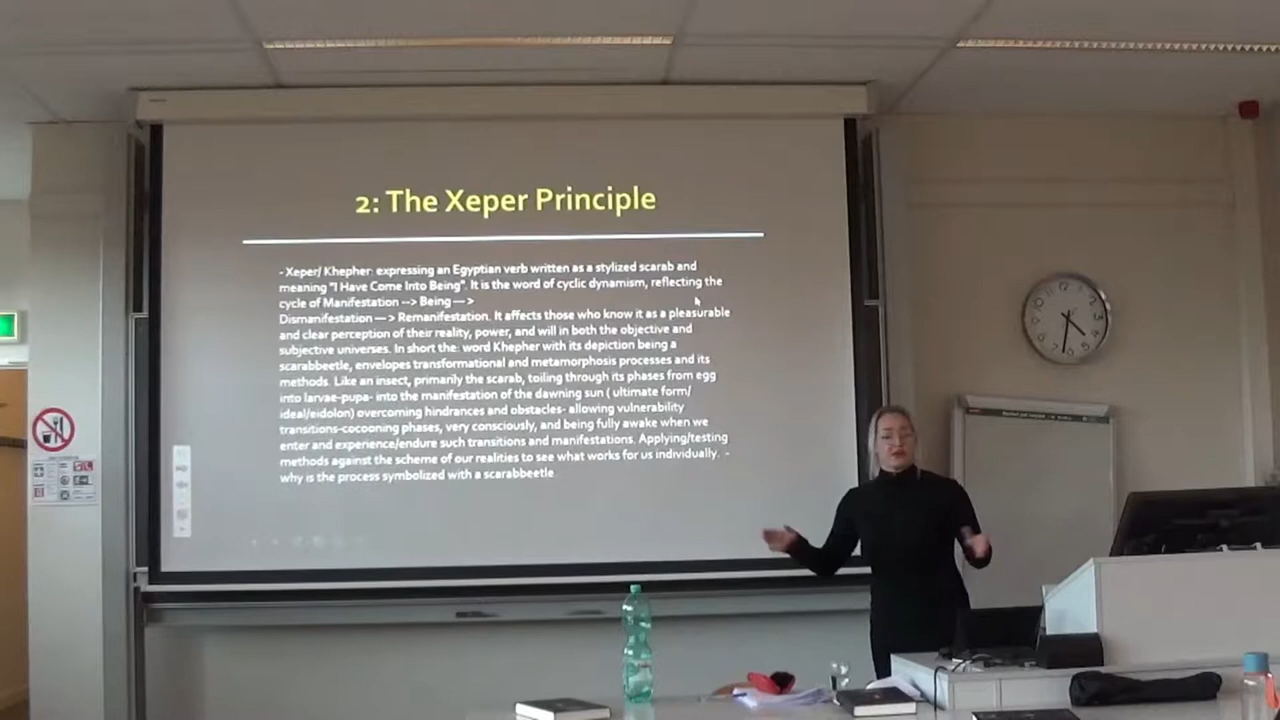 2: The Xeper Principle
- Xeper/ Khepher: expressing an Egyptian verb written as a stylized scarab and
meaning "I Have Come Into Being". It is the word of cyclic dynamism, reflecting the
cycle of Manifestation --> Being — >
Dismanifestation — > Remanifestation. It affects those who know it as a pleasurable
and clear perception of their reality, power, and will in both the objective and
subjective universes. In short the: word Khepher with its depiction being a
scarabbeetle, envelopes transformational and metamorphosis processes and its
methods. Like an insect, primarily the scarab, toiling through its phases from egg
into larvae-pupa- into the manifestation of the dawning sun ( ultimate form/
ideal/eidolon) overcoming hindrances and obstacles- allowing vulnerability
transitions-cocooning phases, very consciously, and being fully awake when we
enter and experience/endure such transitions and manifestations. Applying/testing
methods against the scheme of our realities to see what works for us individually. -
why is the process symbolized with a scarabbeetle